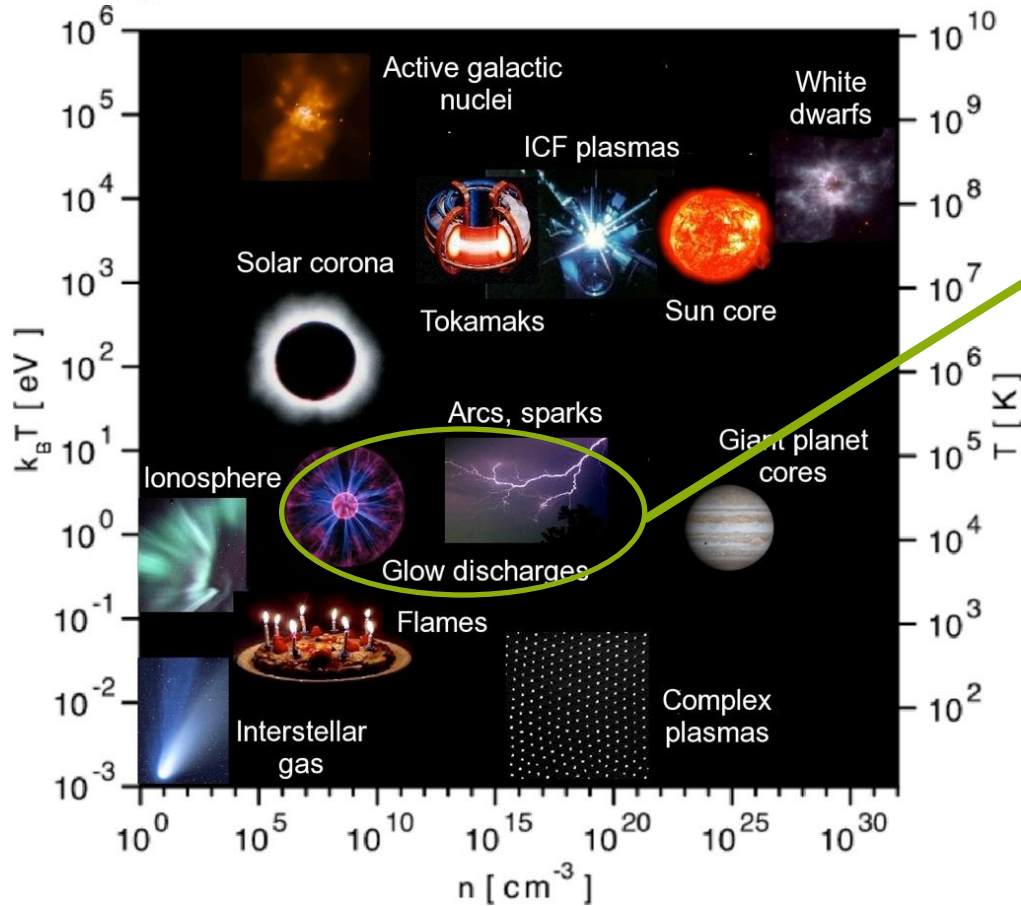 10^6
10^5
10^4
10^3
10^2
10^1
10^0
10^-1
10^-2
10^-3
k_B T [ eV ]
Active galactic
nuclei
White
dwarfs
ICF plasmas
Solar corona
Tokamaks
Sun core
Arcs, sparks
Giant planet
cores
Ionosphere
Glow discharges
Flames
Complex
plasmas
Interstellar
gas
10^10
10^9
10^8
10^7
10^6
10^5
10^4
10^3
10^2
T [ K ]
10^0 10^5 10^10 10^15 10^20 10^25 10^30
n [ cm^-3 ]